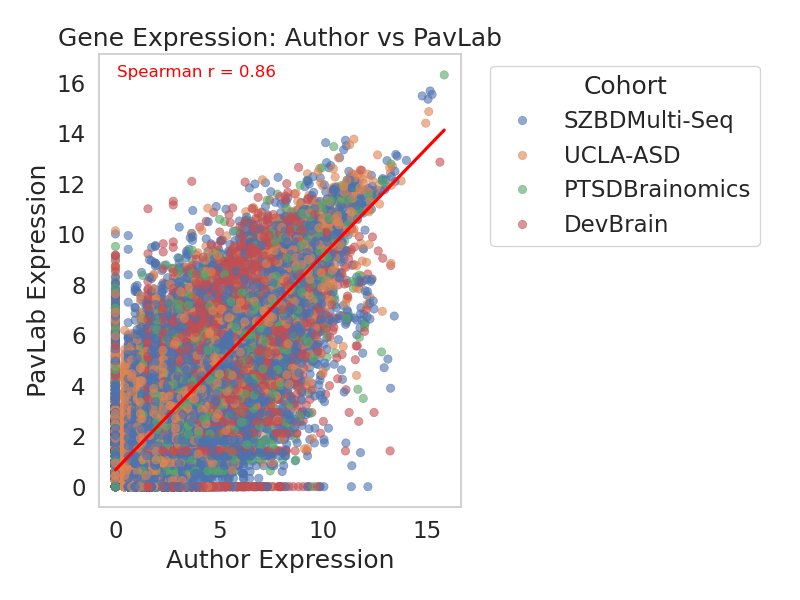 Gene Expression: Author vs PavLab
Spearman r = 0.86
PavLab Expression
16
14
12
10
8
6
4
2
0
0 5 10 15
Author Expression
Cohort
SZBDMulti-Seq
UCLA-ASD
PTSDBrainomics
DevBrain